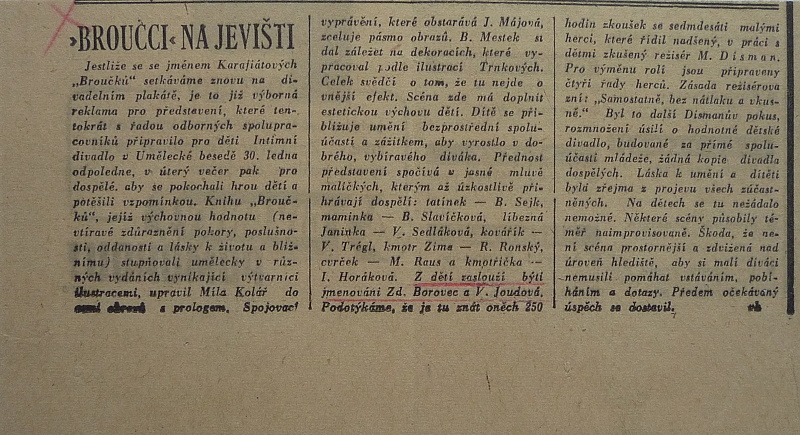 »BROUČCI« NA JEVIŠTI
Jestliže se se jménem Karafiátových
„Broučků" setkáváme znovu na di-
vadelním plakátě, je to již výborná
reklama pro představení, které ten-
tokrát s řadou odborných spolupra-
covníků připravilo pro děti Intimní
divadlo v Umělecké besedě 30. ledna
odpoledne, v úterý večer pak pro
dospělé, aby se pokochali hrou dětí a
potěšili vzpomínkou. Knihu „Brouč-
ků", jejíž výchovnou hodnotu (ne-
vtíravé zdůraznění pokory, poslušno-
sti, oddanosti a lásky k životu a bliž-
nímu) stupňovali umělecky v růz-
ných vydáních vynikající výtvarníci
ilustracemi, upravil Míla Kolář do
osmi obrazů s prologem. Spojovací
vyprávění, které obstarává J. Májová,
zceluje pásmo obrazů. B. Mestek si
dal záležet na dekoracích, které vy-
pracoval podle ilustrací Trnkových.
Celek svědčí o tom, že tu nejde o
vnější efekt. Scéna zde má doplnit
estetickou výchovu dětí. Dítě se při-
bližuje umění bezprostřední spolu-
účastí a zážitkem, aby vyrostlo v do-
brého, vybíravého diváka. Přednost
představení spočívá v jasné mluvě
maličkých, kterým až úzkostlivě při-
hrávají dospělí: tatínek — B. Sejk,
maminka — B. Slavíčková, líbezná
Janinka — V. Sedláková, kovářík —
V. Trégl, kmotr Zima — R. Ronský,
cvrček — M. Raus a kmotřička —
I. Horáková. Z dětí zaslouží býti
jmenováni Zd. Borovec a V. Joudová.
Podotýkáme, že je tu znát oněch 250
hodin zkoušek se sedmdesáti malými
herci, které řídil nadšený, v práci s
dětmi zkušený režisér M. Disman.
Pro výměnu rolí jsou připraveny
čtyři řady herců. Zásada režisérova
zní: „Samostatně, bez nátlaku a vkus-
ně." Byl to další Dismanův pokus,
rozmnožení úsilí o hodnotné dětské
divadlo, budované za přímé spolu-
účasti mládeže, žádná kopie divadla
dospělých. Láska k umění a dítěti
byla zřejma z projevu všech zúčast-
něných. Na dětech se tu nežádalo
nemožné. Některé scény působily té-
měř naimprovisovaně. Škoda, že ne-
ní scéna prostornější a zdvižená nad
úroveň hlediště, aby si malí diváci
nemusili pomáhat vstáváním, pobí-
háním a dotazy. Předem očekávaný
úspěch se dostavil.